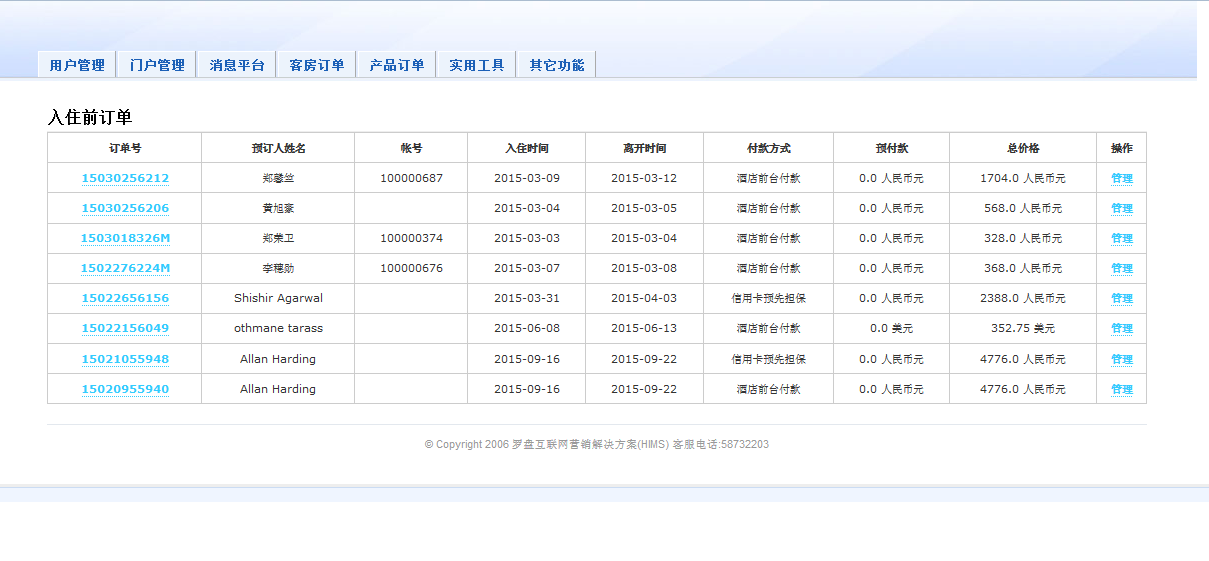 用户管理 门户管理 消息平台 客房订单 产品订单 实用工具 其它功能
入住前订单
订单号 预订人姓名 帐号 入住时间 离开时间 付款方式 预付款 总价格 操作
15030256212 郑馨竺 100000687 2015-03-09 2015-03-12 酒店前台付款 0.0 人民币元 1704.0 人民币元 管理
15030256206 黄旭豪 2015-03-04 2015-03-05 酒店前台付款 0.0 人民币元 568.0 人民币元 管理
1503018326M 郑荣卫 100000374 2015-03-03 2015-03-04 酒店前台付款 0.0 人民币元 328.0 人民币元 管理
1502276224M 李穗勋 100000676 2015-03-07 2015-03-08 酒店前台付款 0.0 人民币元 368.0 人民币元 管理
15022656156 Shishir Agarwal 2015-03-31 2015-04-03 信用卡预先担保 0.0 人民币元 2388.0 人民币元 管理
15022156049 othmane tarass 2015-06-08 2015-06-13 酒店前台付款 0.0 美元 352.75 美元 管理
15021055948 Allan Harding 2015-09-16 2015-09-22 信用卡预先担保 0.0 人民币元 4776.0 人民币元 管理
15020955940 Allan Harding 2015-09-16 2015-09-22 酒店前台付款 0.0 人民币元 4776.0 人民币元 管理
© Copyright 2006 罗盘互联网营销解决方案(HIMS) 客服电话:58732203